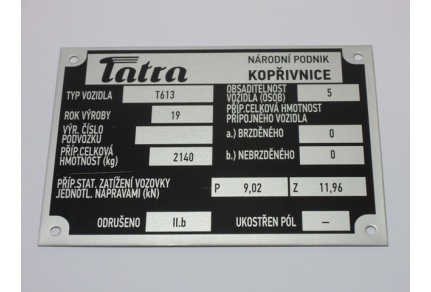 Tatra
NÁRODNÍ PODNIK
KOPŘIVNICE
TYP VOZIDLA T613
OBSADITELNOST
VOZIDLA (OSOB) 5
ROK VÝROBY 19
PŘÍP.CELKOVÁ HMOTNOST
PŘÍPOJNÉHO VOZIDLA
VÝR. ČÍSLO
PODVOZKU
a.) BRZDĚNÉHO 0
PŘÍP.CELKOVÁ
HMOTNOST (kg) 2140
b.) NEBRZDĚNÉHO 0
PŘÍP.STAT. ZATÍŽENÍ VOZOVKY
JEDNOTL. NÁPRAVAMI (kN)
P 9,02 Z 11,96
ODRUŠENO II.b UKOSTŘEN PÓL —